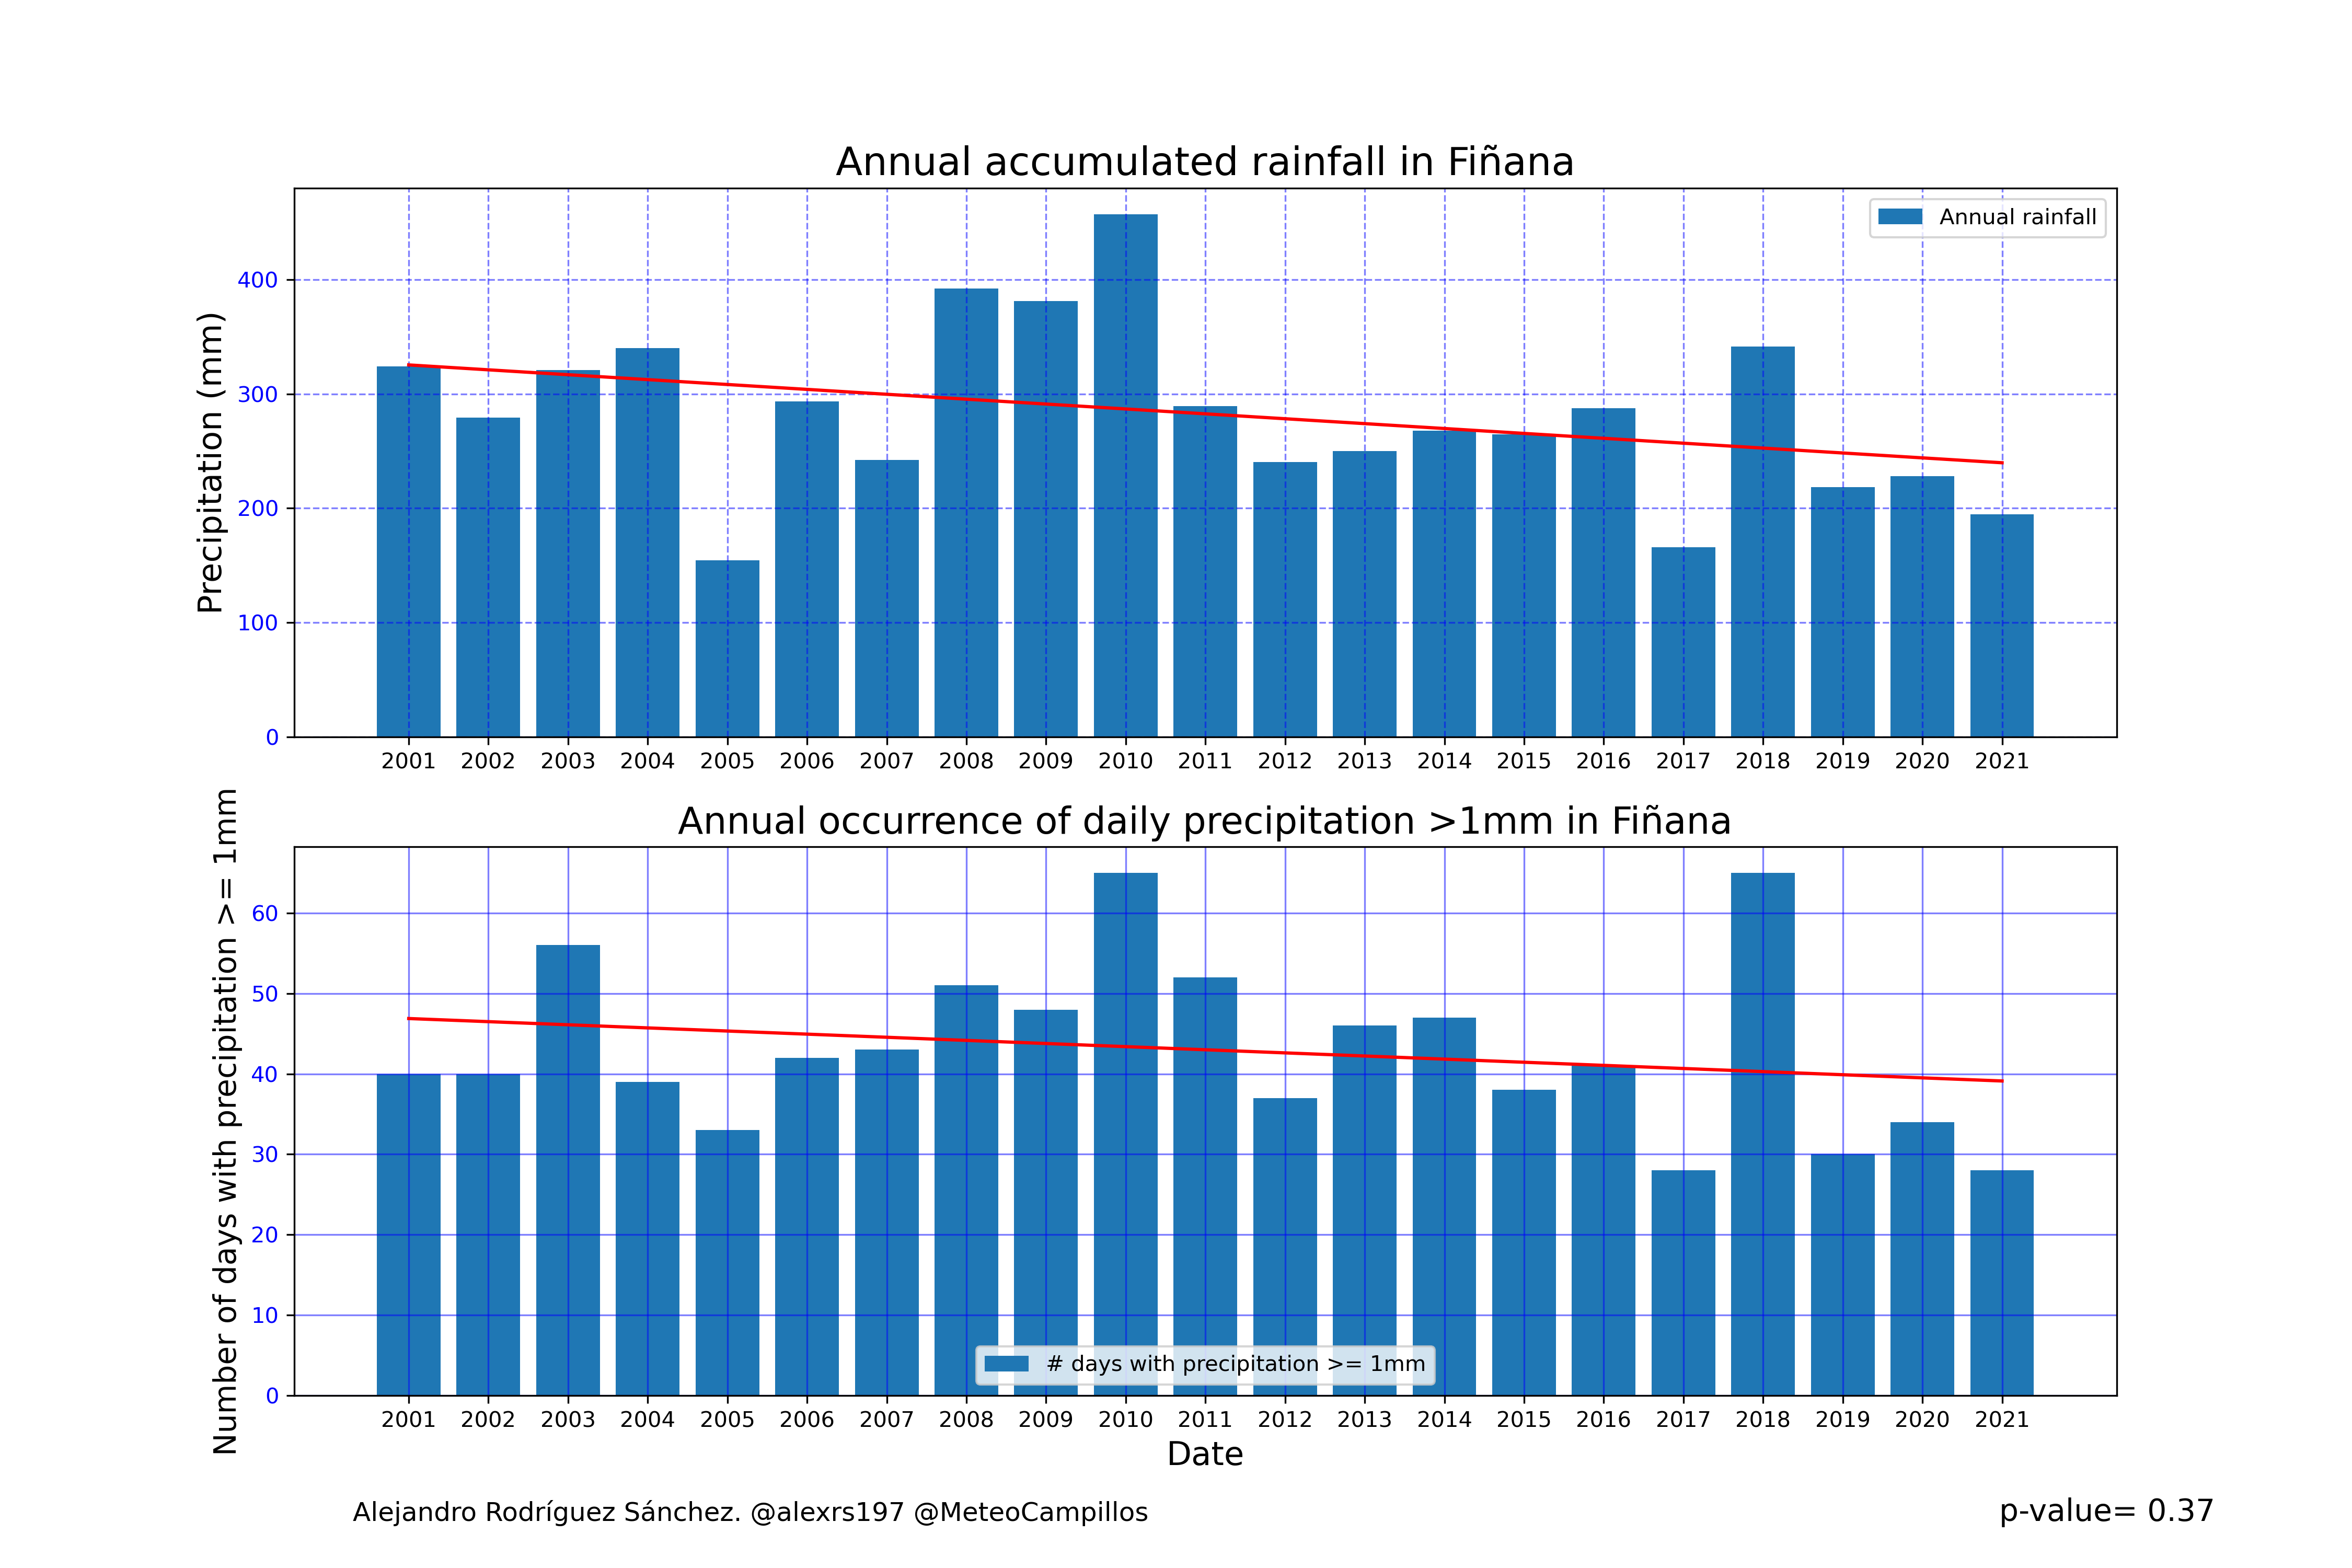 Annual accumulated rainfall in Fiñana
Precipitation (mm)
Annual rainfall
400
300
200
100
0
2001 2002 2003 2004 2005 2006 2007 2008 2009 2010 2011 2012 2013 2014 2015 2016 2017 2018 2019 2020 2021
Annual occurrence of daily precipitation >1mm in Fiñana
Number of days with precipitation >= 1mm
60
50
40
30
20
10
0
# days with precipitation >= 1mm
2001 2002 2003 2004 2005 2006 2007 2008 2009 2010 2011 2012 2013 2014 2015 2016 2017 2018 2019 2020 2021
Date
Alejandro Rodríguez Sánchez. @alexrs197 @MeteoCampillos
p-value= 0.37